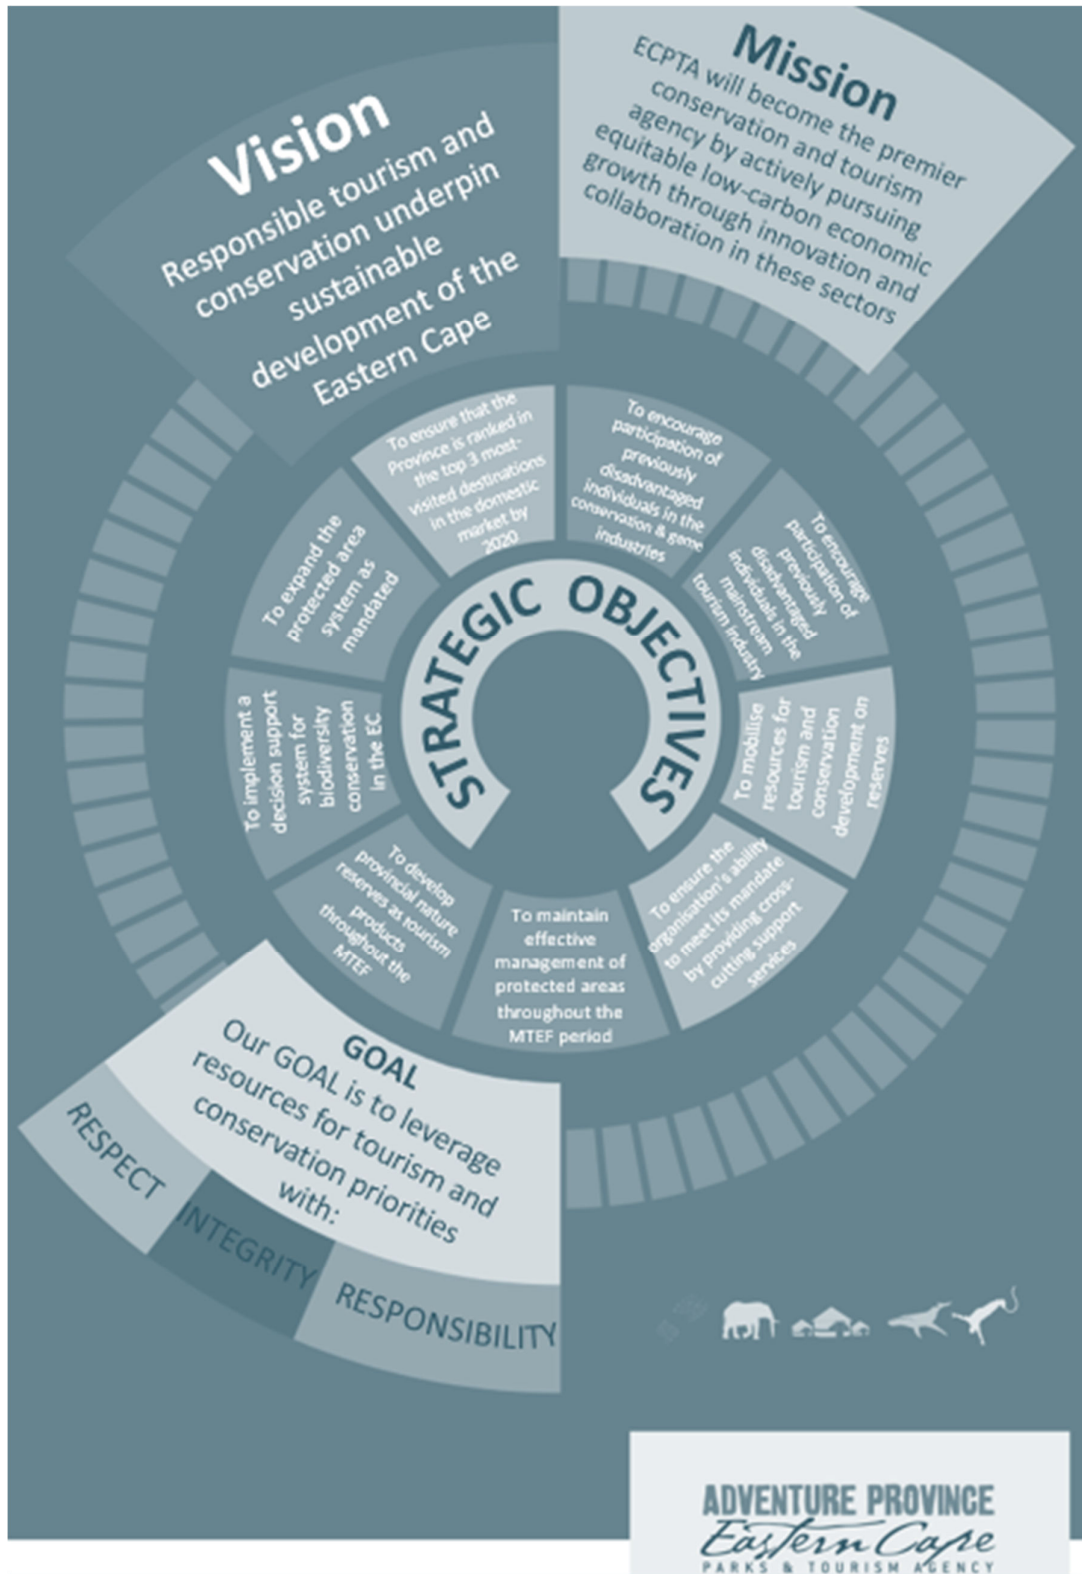 Vision
Responsible tourism and
conservation underpin
sustainable
development of the
Eastern Cape
Mission
ECPTA will become the premier
conservation and tourism
agency by actively pursuing
equitable low-carbon economic
growth through innovation and
collaboration in these sectors
STRATEGIC OBJECTIVES
To ensure that the
Province is ranked in
the top 3 most-
visited destinations
in the domestic
market by
2020
To encourage
participation of
previously
disadvantaged
individuals in the
conservation & game
industries
To encourage
participation of
previously
disadvantaged
individuals in the
mainstream
tourism industry
To mobilise
resources for
tourism and
conservation
development on
reserves
To ensure the
organisation's ability
to meet its mandate
by providing cross-
cutting support
services
To maintain
effective
management of
protected areas
throughout the
MTEF period
To develop
provincial nature
reserves as tourism
products
throughout the
MTEF
To implement a
decision support
system for
biodiversity
conservation
in the EC
To expand the
protected area
system as
mandated
GOAL
Our GOAL is to leverage
resources for tourism and
conservation priorities
with:
RESPECT
INTEGRITY
RESPONSIBILITY
ADVENTURE PROVINCE
Eastern Cape
PARKS & TOURISM AGENCY